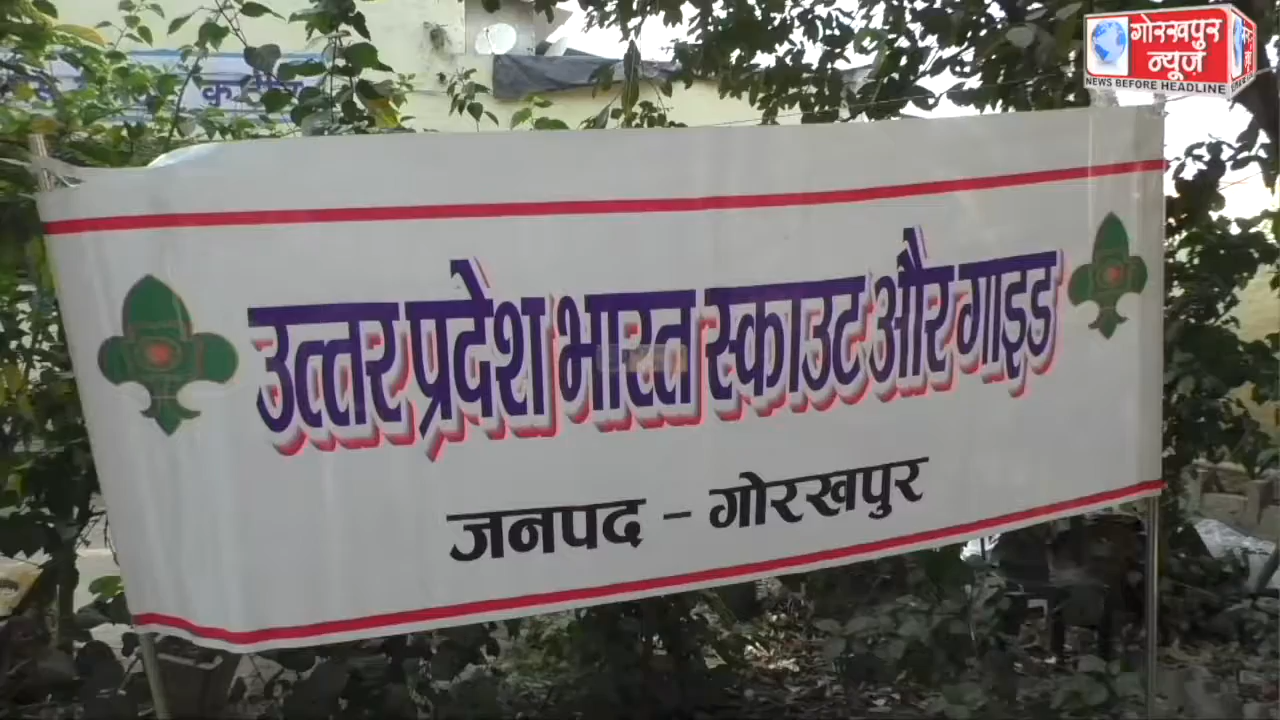 गोरखपुर
न्यूज़
NEWS BEFORE HEADLINE
उत्तर प्रदेश भारत स्काउट और गाइड
जनपद - गोरखपुर